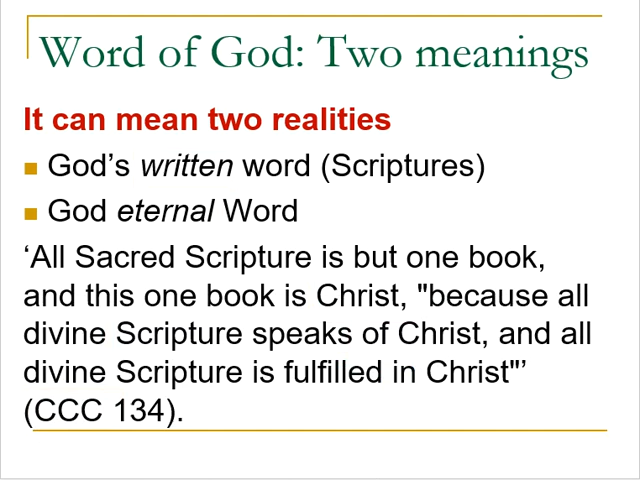 Word of God: Two meanings
It can mean two realities
God’s written word (Scriptures)
God eternal Word
‘All Sacred Scripture is but one book,
and this one book is Christ, "because all
divine Scripture speaks of Christ, and all
divine Scripture is fulfilled in Christ"’
(CCC 134).